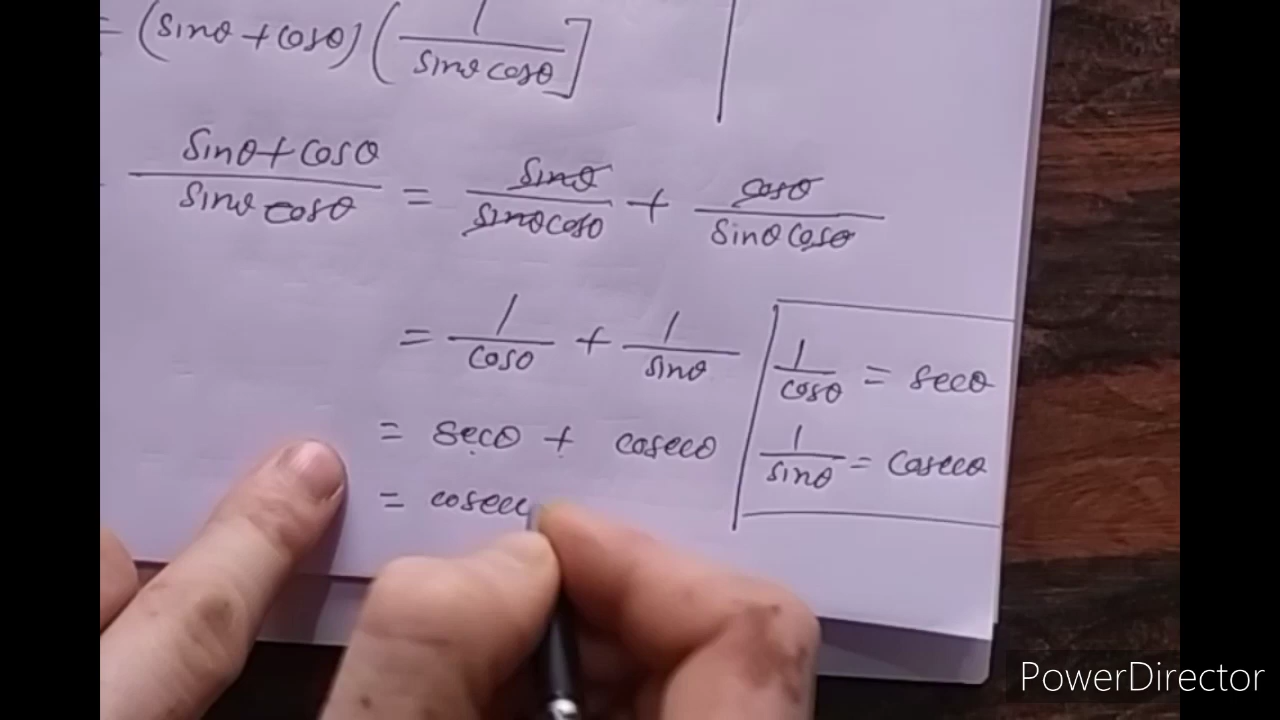 = (sinθ + cosθ) ( 1 / sinθ cosθ ]
sinθ + cosθ / sinθ cosθ = sinθ / sinθ cosθ + cosθ / sinθ cosθ
= 1 / cosθ + 1 / sinθ
= secθ + cosecθ
= cosec
1 / cosθ = secθ
1 / sinθ = cosecθ
PowerDirector